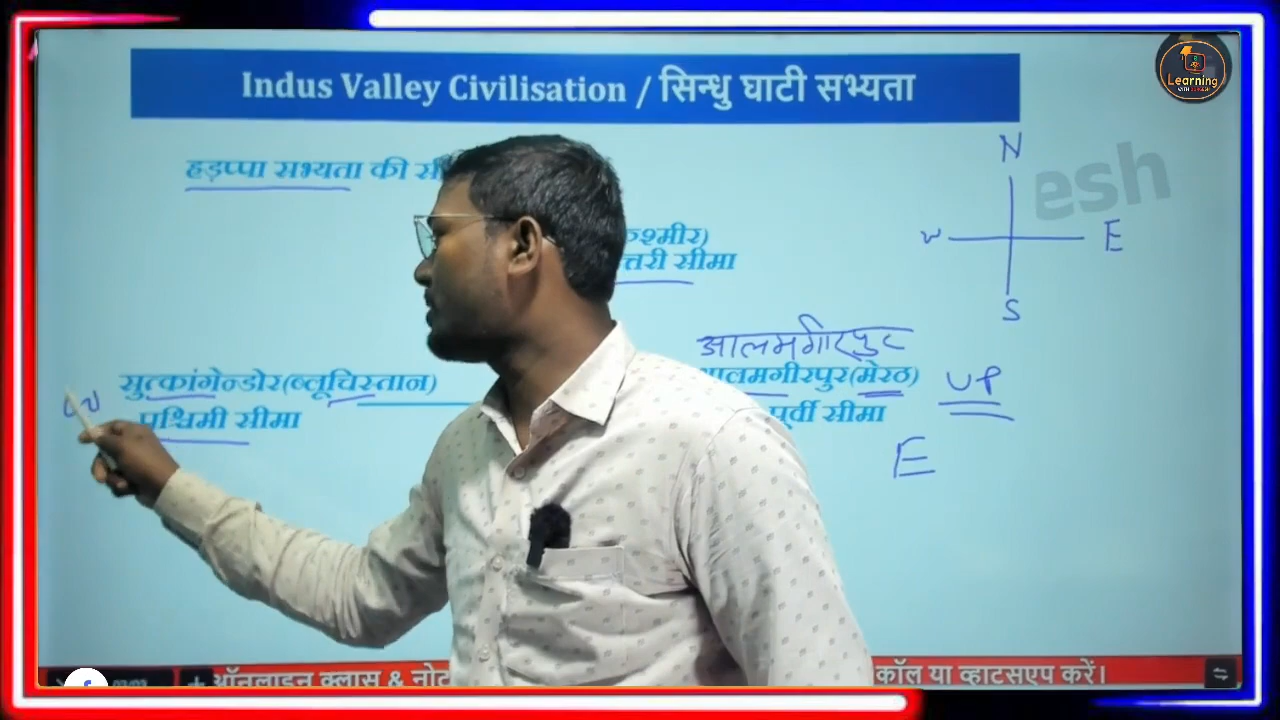 Indus Valley Civilisation / सिन्धु घाटी सभ्यता
Learning
N
esh
हड़प्पा सभ्यता की
W E
S
उत्तरी सीमा
आलमगीरपुर
सुत्कांगेन्डोर(ब्लूचिस्तान)
आलमगीरपुर(मेरठ) UP
W पश्चिमी सीमा
पूर्वी सीमा
E
ऑनलाइन क्लास & कॉल या व्हाटसएप करें।